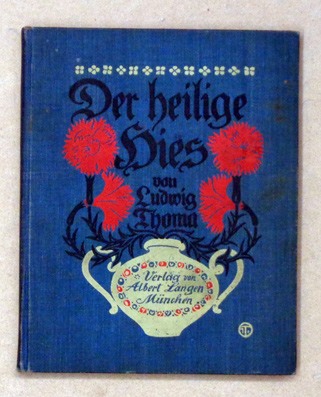 Der heilige
Hies
von
Ludwig
Thoma
Verlag von
Albert Langen
München